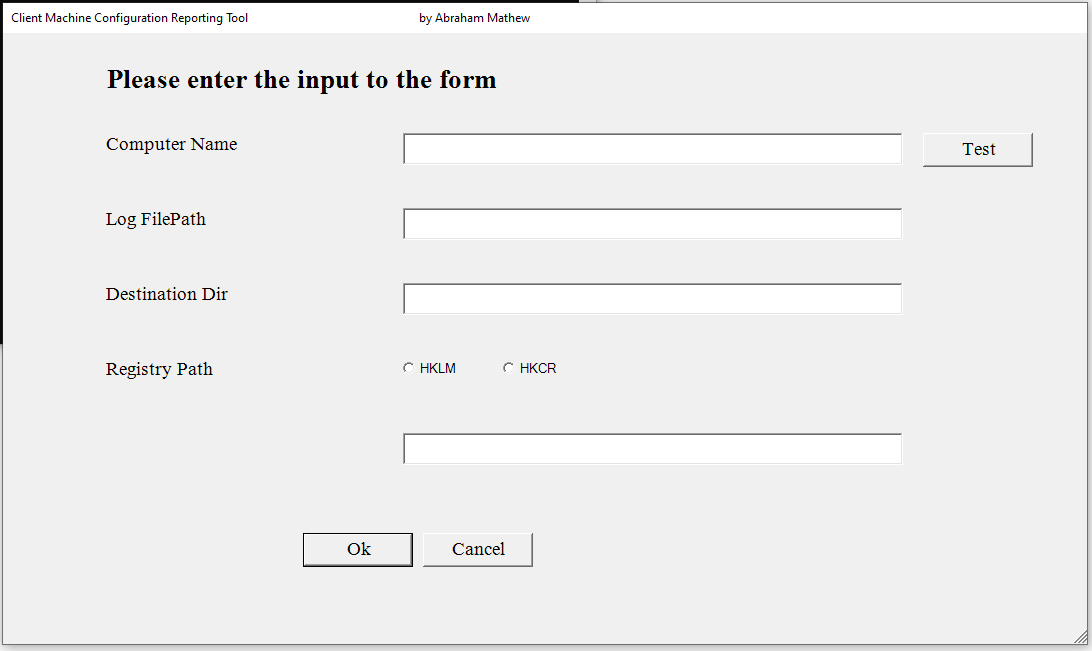 Client Machine Configuration Reporting Tool by Abraham Mathew
Please enter the input to the form
Computer Name Test
Log FilePath
Destination Dir
Registry Path HKLM HKCR
Ok Cancel